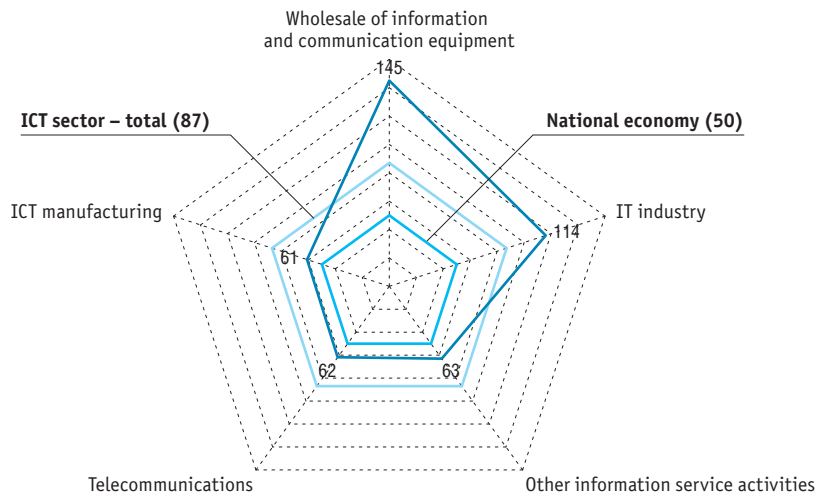 Wholesale of information
and communication equipment
145
ICT sector – total (87)
National economy (50)
ICT manufacturing
IT industry
114
61
62
63
Telecommunications
Other information service activities